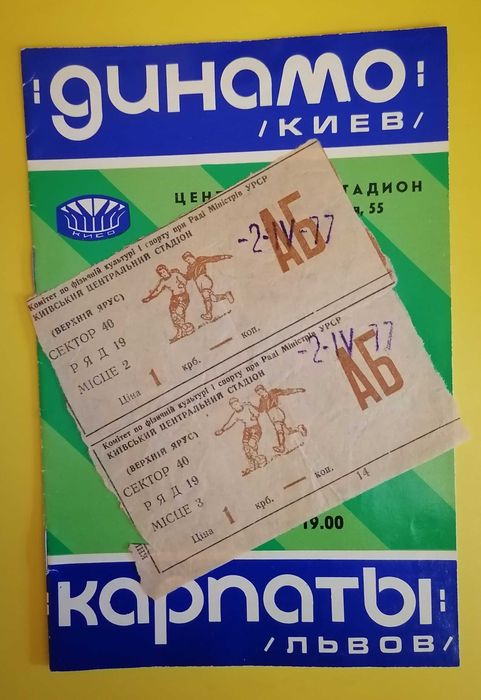 :динамо:
/КИЕВ/
КИЕВ
ЦЕНТ
ТАДИОН
55
Комітет по фізичній культурі і спорту при Раді Міністрів УРСР
КИЇВСЬКИЙ ЦЕНТРАЛЬНИЙ СТАДІОН
(ВЕРХНІЙ ЯРУС)
СЕКТОР 40
РЯД 19
МІСЦЕ 2
Ціна 1 крб. — коп.
-2-IV-77
АБ
Комітет по фізичній культурі і спорту при Раді Міністрів УРСР
КИЇВСЬКИЙ ЦЕНТРАЛЬНИЙ СТАДІОН
(ВЕРХНІЙ ЯРУС)
СЕКТОР 40
РЯД 19
МІСЦЕ 3
Ціна 1 крб. — коп.
14
-2-IV-77
АБ
19.00
:карпаты:
/ЛЬВОВ/